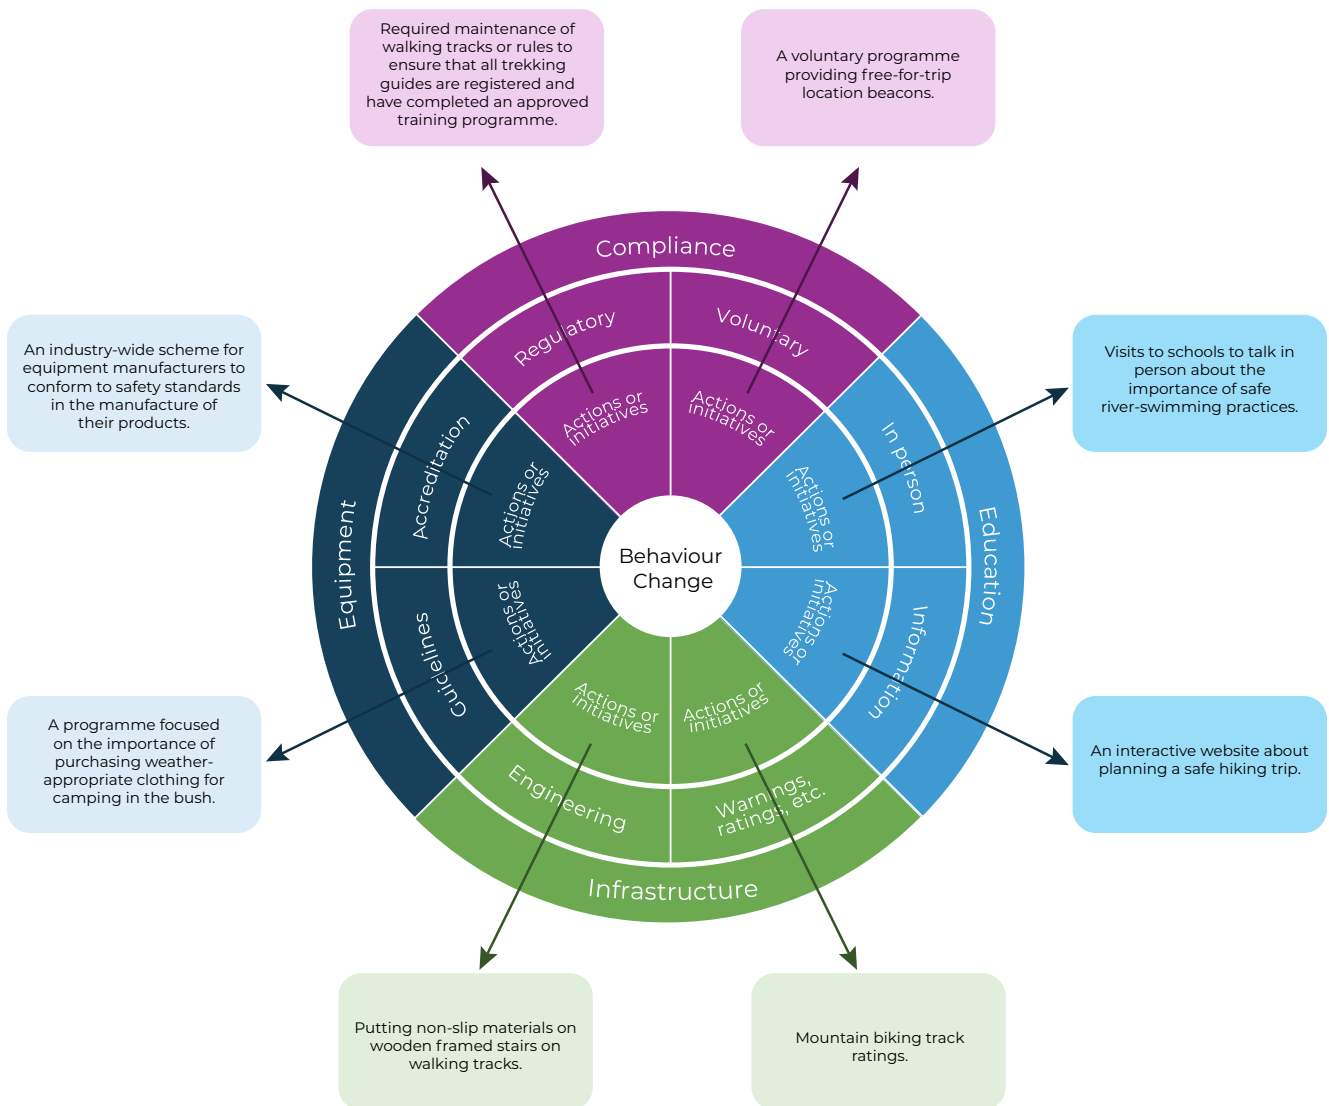 Required maintenance of
walking tracks or rules to
ensure that all trekking
guides are registered and
have completed an approved
training programme.
A voluntary programme
providing free-for-trip
location beacons.
Compliance
Regulatory
Voluntary
Actions or
initiatives
Actions or
initiatives
An industry-wide scheme for
equipment manufacturers to
conform to safety standards
in the manufacture of
their products.
Visits to schools to talk in
person about the
importance of safe
river-swimming practices.
Equipment
Accreditation
Actions or
initiatives
In person
Actions or
initiatives
Education
Behaviour
Change
Guidelines
Actions or
initiatives
Information
Actions or
initiatives
A programme focused
on the importance of
purchasing weather-
appropriate clothing for
camping in the bush.
An interactive website about
planning a safe hiking trip.
Actions or
initiatives
Actions or
initiatives
Engineering
Warnings,
ratings, etc.
Infrastructure
Putting non-slip materials on
wooden framed stairs on
walking tracks.
Mountain biking track
ratings.